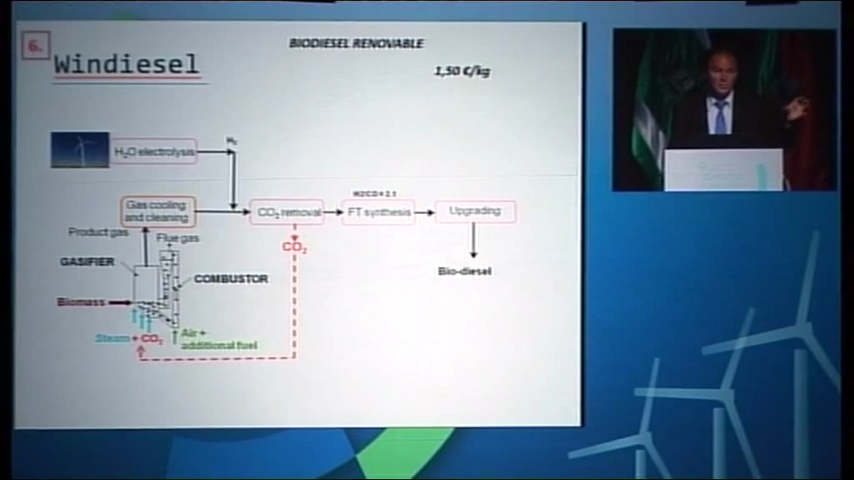 6.
Windiesel
BIODIESEL RENOVABLE
1,50 €/kg
H₂O electrolysis
H₂
Gas cooling
and cleaning
CO₂ removal
H2/CO = 2.1
FT synthesis
Upgrading
Product gas
Flue gas
CO₂
GASIFIER
COMBUSTOR
Bio-diesel
Biomass
Steam + CO₂
Air +
additional fuel